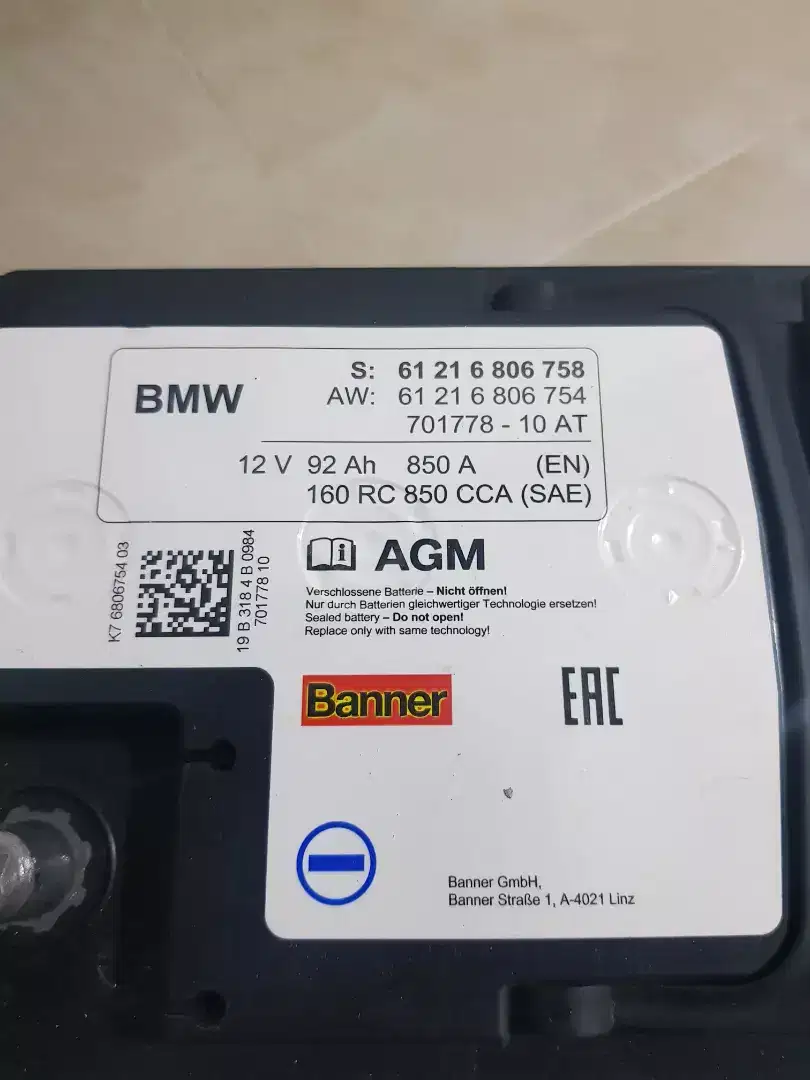 BMW
S: 61 21 6 806 758
AW: 61 21 6 806 754
701778 - 10 AT
12 V 92 Ah 850 A (EN)
160 RC 850 CCA (SAE)
K7 6806754 03
19 B 318 4 B 0984
701778 10
AGM
Verschlossene Batterie – Nicht öffnen!
Nur durch Batterien gleichwertiger Technologie ersetzen!
Sealed battery – Do not open!
Replace only with same technology!
Banner
EAC
Banner GmbH,
Banner Straße 1, A-4021 Linz